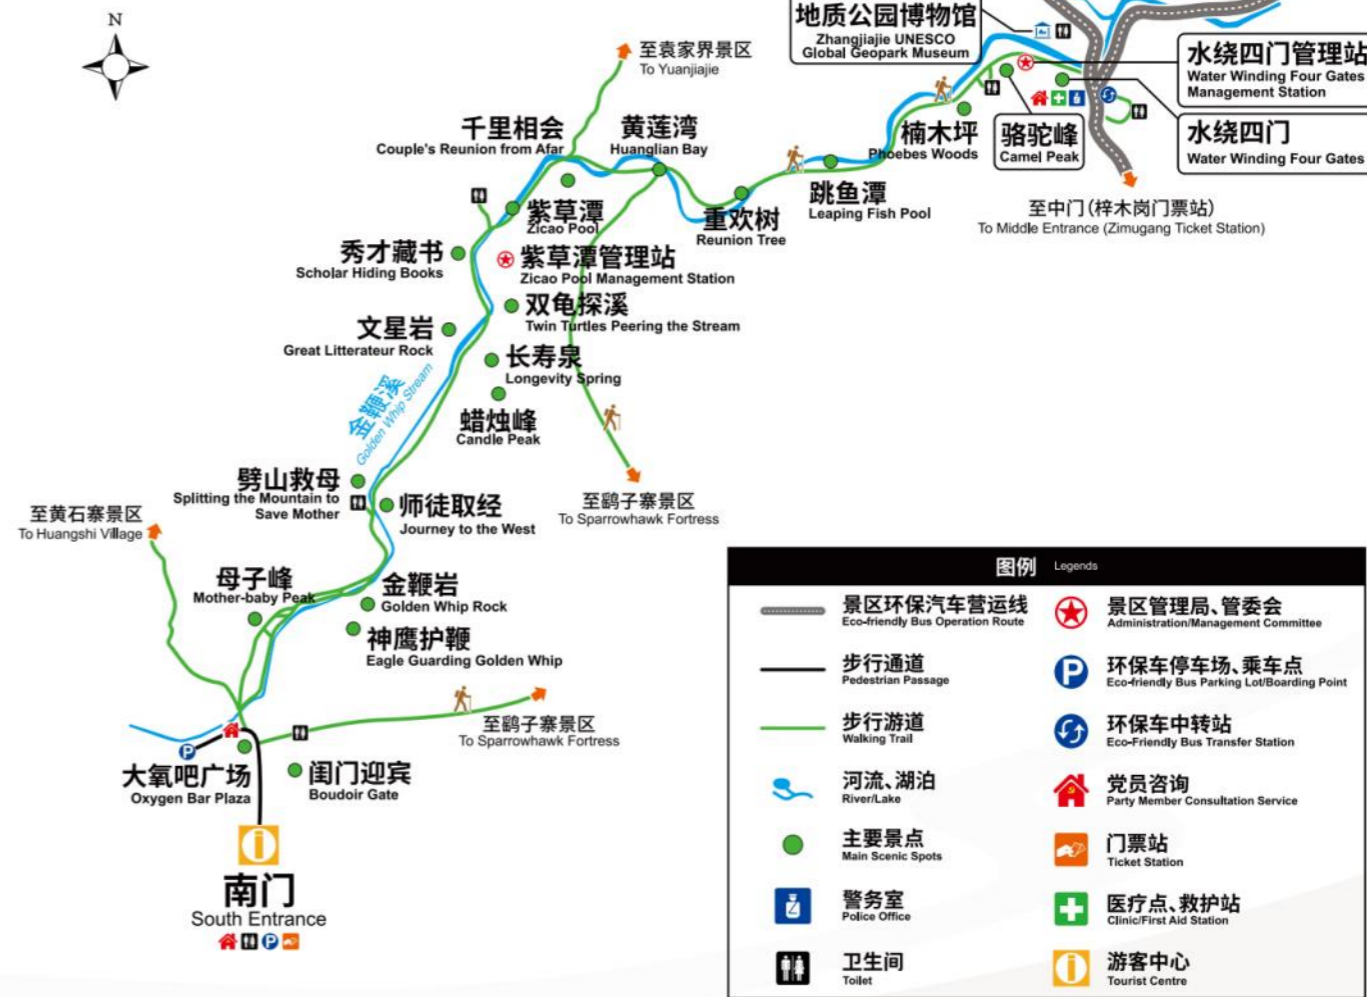 N
地质公园博物馆
Zhangjiajie UNESCO
Global Geopark Museum
至袁家界景区
To Yuanjiajie
水绕四门管理站
Water Winding Four Gates
Management Station
千里相会
Couple's Reunion from Afar
黄莲湾
Huanglian Bay
楠木坪
Phoebes Woods
骆驼峰
Camel Peak
水绕四门
Water Winding Four Gates
跳鱼潭
Leaping Fish Pool
至中门(梓木岗门票站)
To Middle Entrance (Zimugang Ticket Station)
紫草潭
Zicao Pool
重欢树
Reunion Tree
秀才藏书
Scholar Hiding Books
紫草潭管理站
Zicao Pool Management Station
双龟探溪
Twin Turtles Peering the Stream
文星岩
Great Litterateur Rock
长寿泉
Longevity Spring
金鞭溪
Golden Whip Stream
蜡烛峰
Candle Peak
劈山救母
Splitting the Mountain to
Save Mother
师徒取经
Journey to the West
至鹞子寨景区
To Sparrowhawk Fortress
至黄石寨景区
To Huangshi Village
母子峰
Mother-baby Peak
金鞭岩
Golden Whip Rock
神鹰护鞭
Eagle Guarding Golden Whip
至鹞子寨景区
To Sparrowhawk Fortress
P
大氧吧广场
Oxygen Bar Plaza
闺门迎宾
Boudoir Gate
i
南门
South Entrance
P
图例 Legends
景区环保汽车营运线
Eco-friendly Bus Operation Route
景区管理局、管委会
Administration/Management Committee
步行通道
Pedestrian Passage
P
环保车停车场、乘车点
Eco-friendly Bus Parking Lot/Boarding Point
步行游道
Walking Trail
环保车中转站
Eco-Friendly Bus Transfer Station
河流、湖泊
River/Lake
党员咨询
Party Member Consultation Service
主要景点
Main Scenic Spots
门票站
Ticket Station
警务室
Police Office
医疗点、救护站
Clinic/First Aid Station
卫生间
Toilet
i
游客中心
Tourist Centre